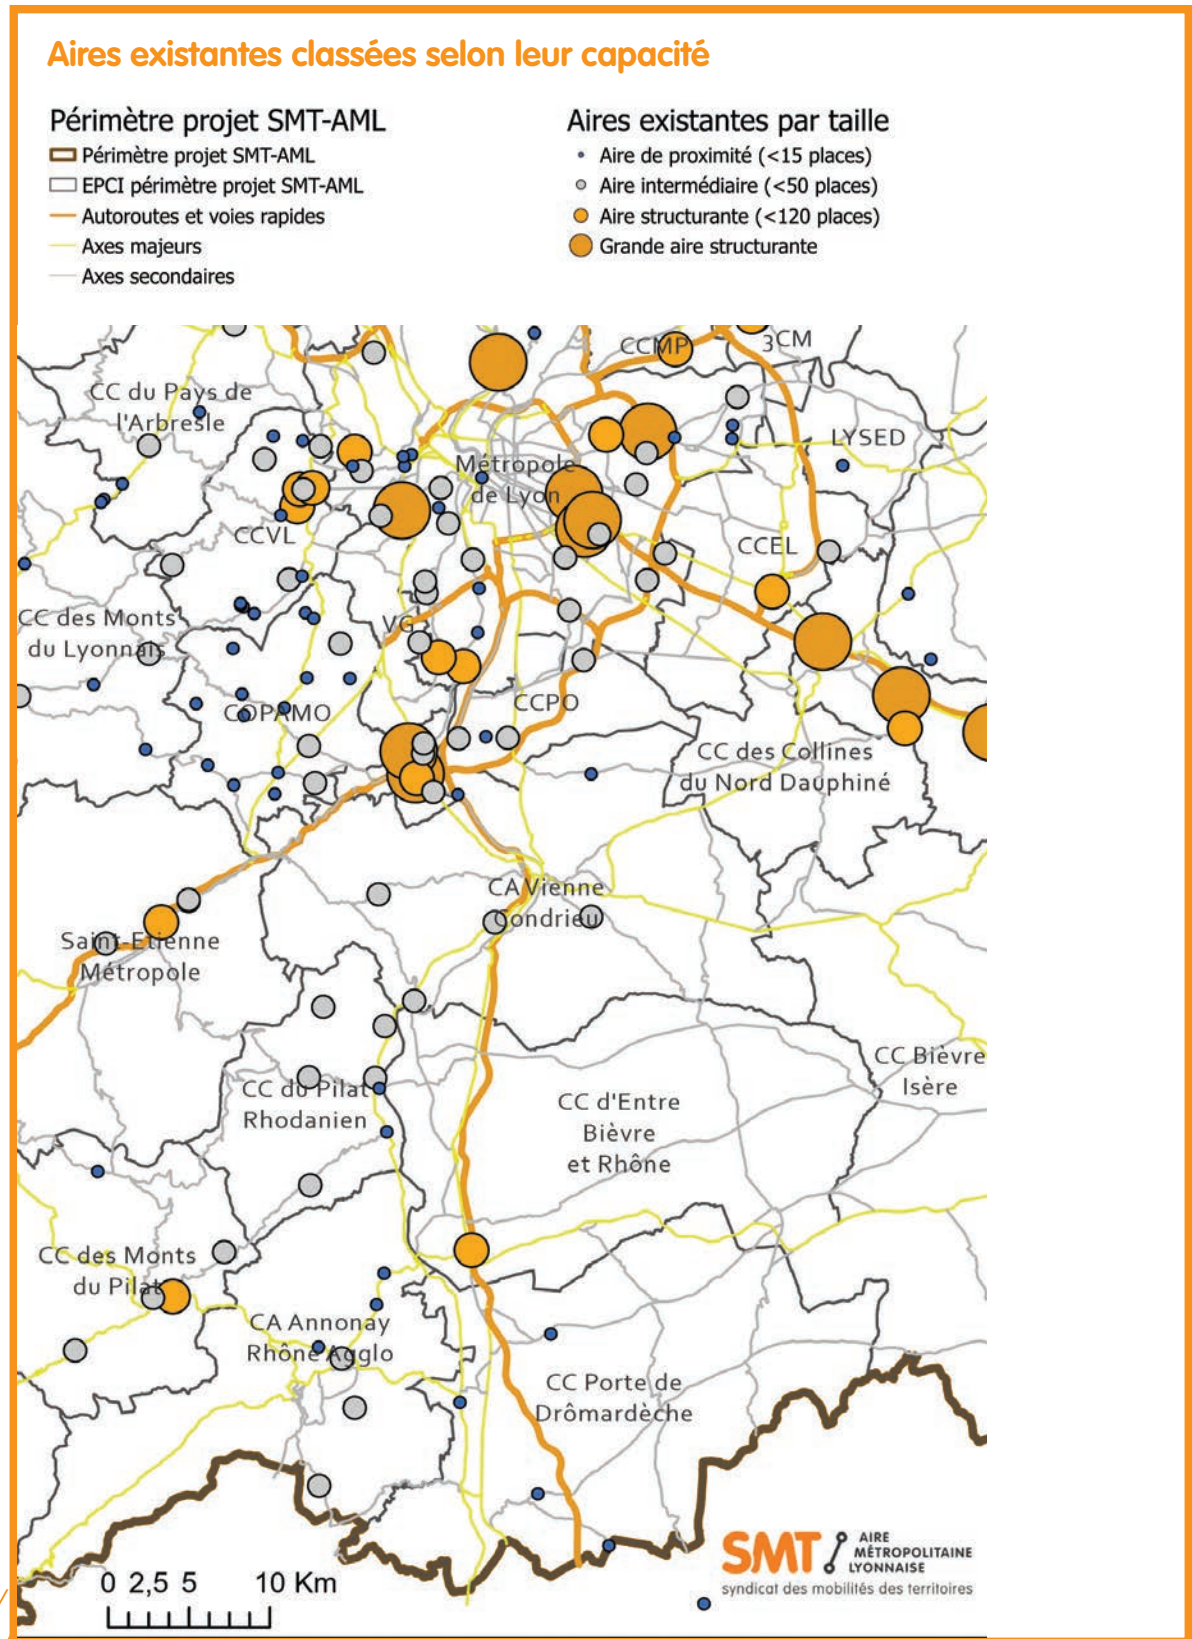 Aires existantes classées selon leur capacité
Périmètre projet SMT-AML
Périmètre projet SMT-AML
EPCI périmètre projet SMT-AML
Autoroutes et voies rapides
Axes majeurs
Axes secondaires
Aires existantes par taille
Aire de proximité (<15 places)
Aire intermédiaire (<50 places)
Aire structurante (<120 places)
Grande aire structurante
CCMP
3CM
CC du Pays de
l'Arbresle
LYSED
Métropole
de Lyon
CCVL
CCEL
CC des Monts
du Lyonnais
VG
COPAMO
CCPO
CC des Collines
du Nord Dauphiné
CA Vienne
Condrieu
Saint-Etienne
Métropole
CC Bièvre
Isère
CC du Pilat
Rhodanien
CC d'Entre
Bièvre
et Rhône
CC des Monts
du Pilat
CA Annonay
Rhône Agglo
CC Porte de
Drômardèche
SMT
AIRE
MÉTROPOLITAINE
LYONNAISE
syndicat des mobilités des territoires
0 2,5 5 10 Km